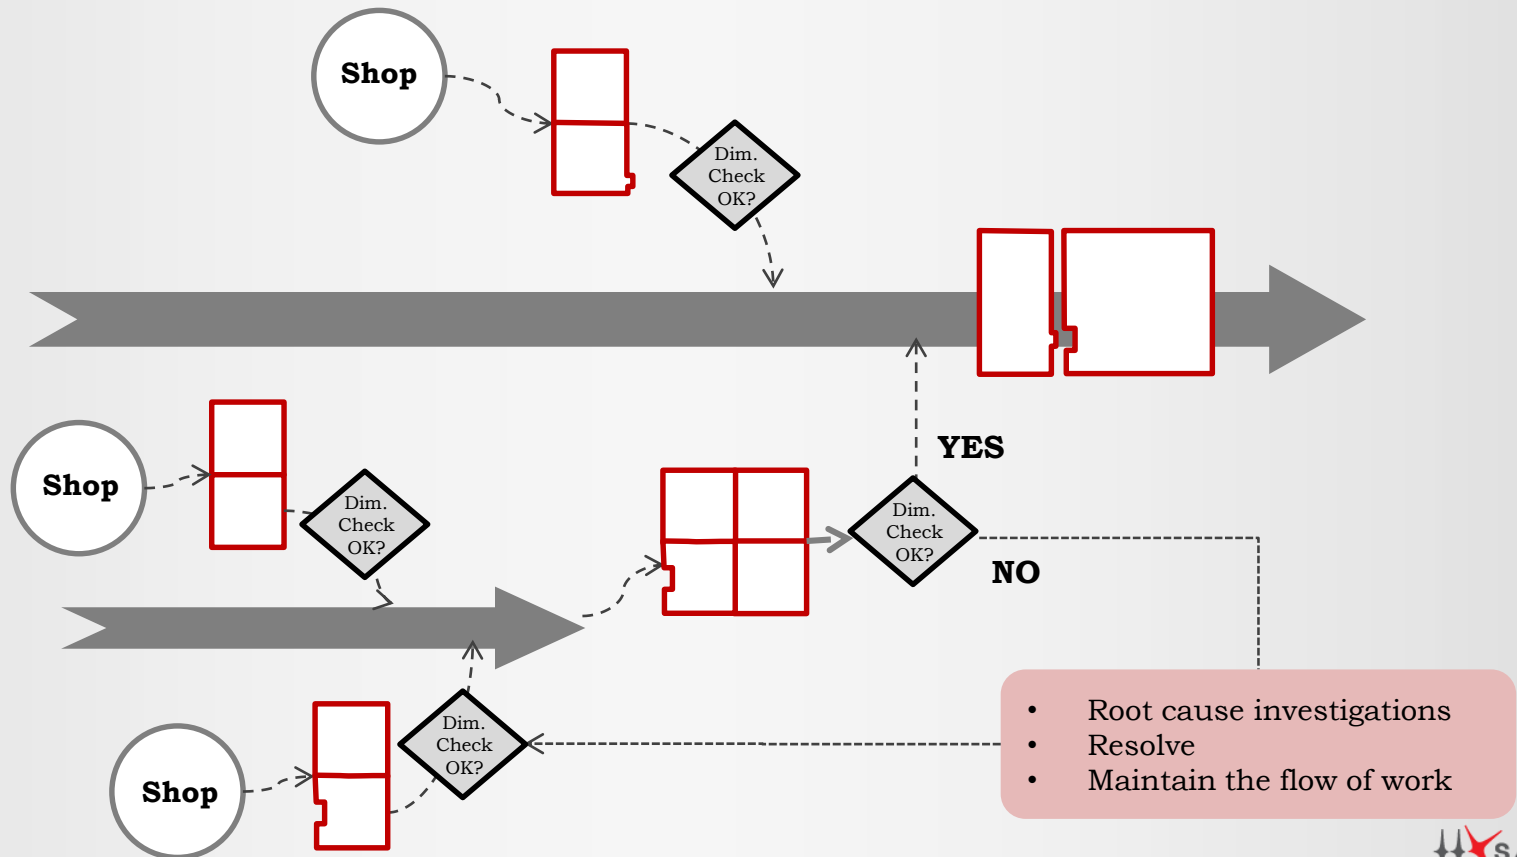 Shop
Dim.
Check
OK?
YES
Shop
Dim.
Check
OK?
Dim.
Check
OK?
NO
Dim.
Check
OK?
Shop
• Root cause investigations
• Resolve
• Maintain the flow of work